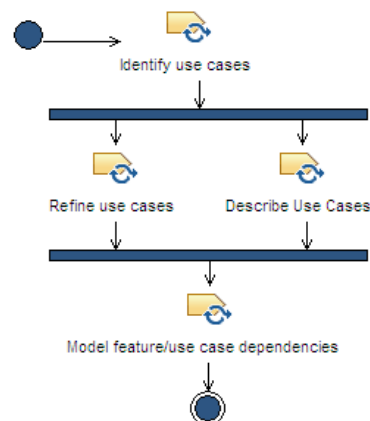 Identify use cases
Refine use cases
Describe Use Cases
Model feature/use case dependencies